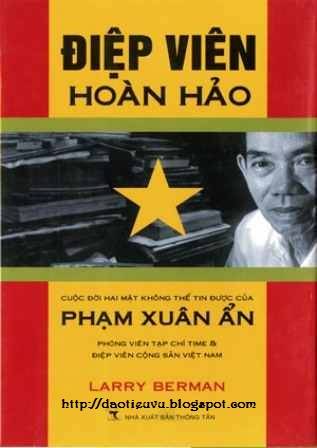 ĐIỆP VIÊN
HOÀN HẢO
CUỘC ĐỜI HAI MẶT KHÔNG THỂ TIN ĐƯỢC CỦA
PHẠM XUÂN ẨN
PHÓNG VIÊN TẠP CHÍ TIME &
ĐIỆP VIÊN CỘNG SẢN VIỆT NAM
LARRY BERMAN
http://daotieuvu.blogspot.com
NHÀ XUẤT BẢN THÔNG TẤN